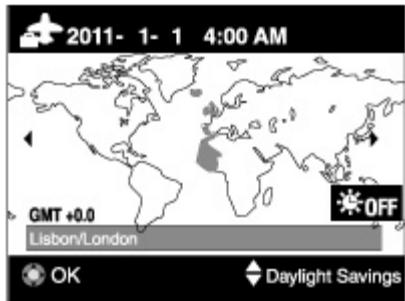 2011- 1- 1 4:00 AM
OFF
GMT +0.0
Lisbon/London
OK Daylight Savings